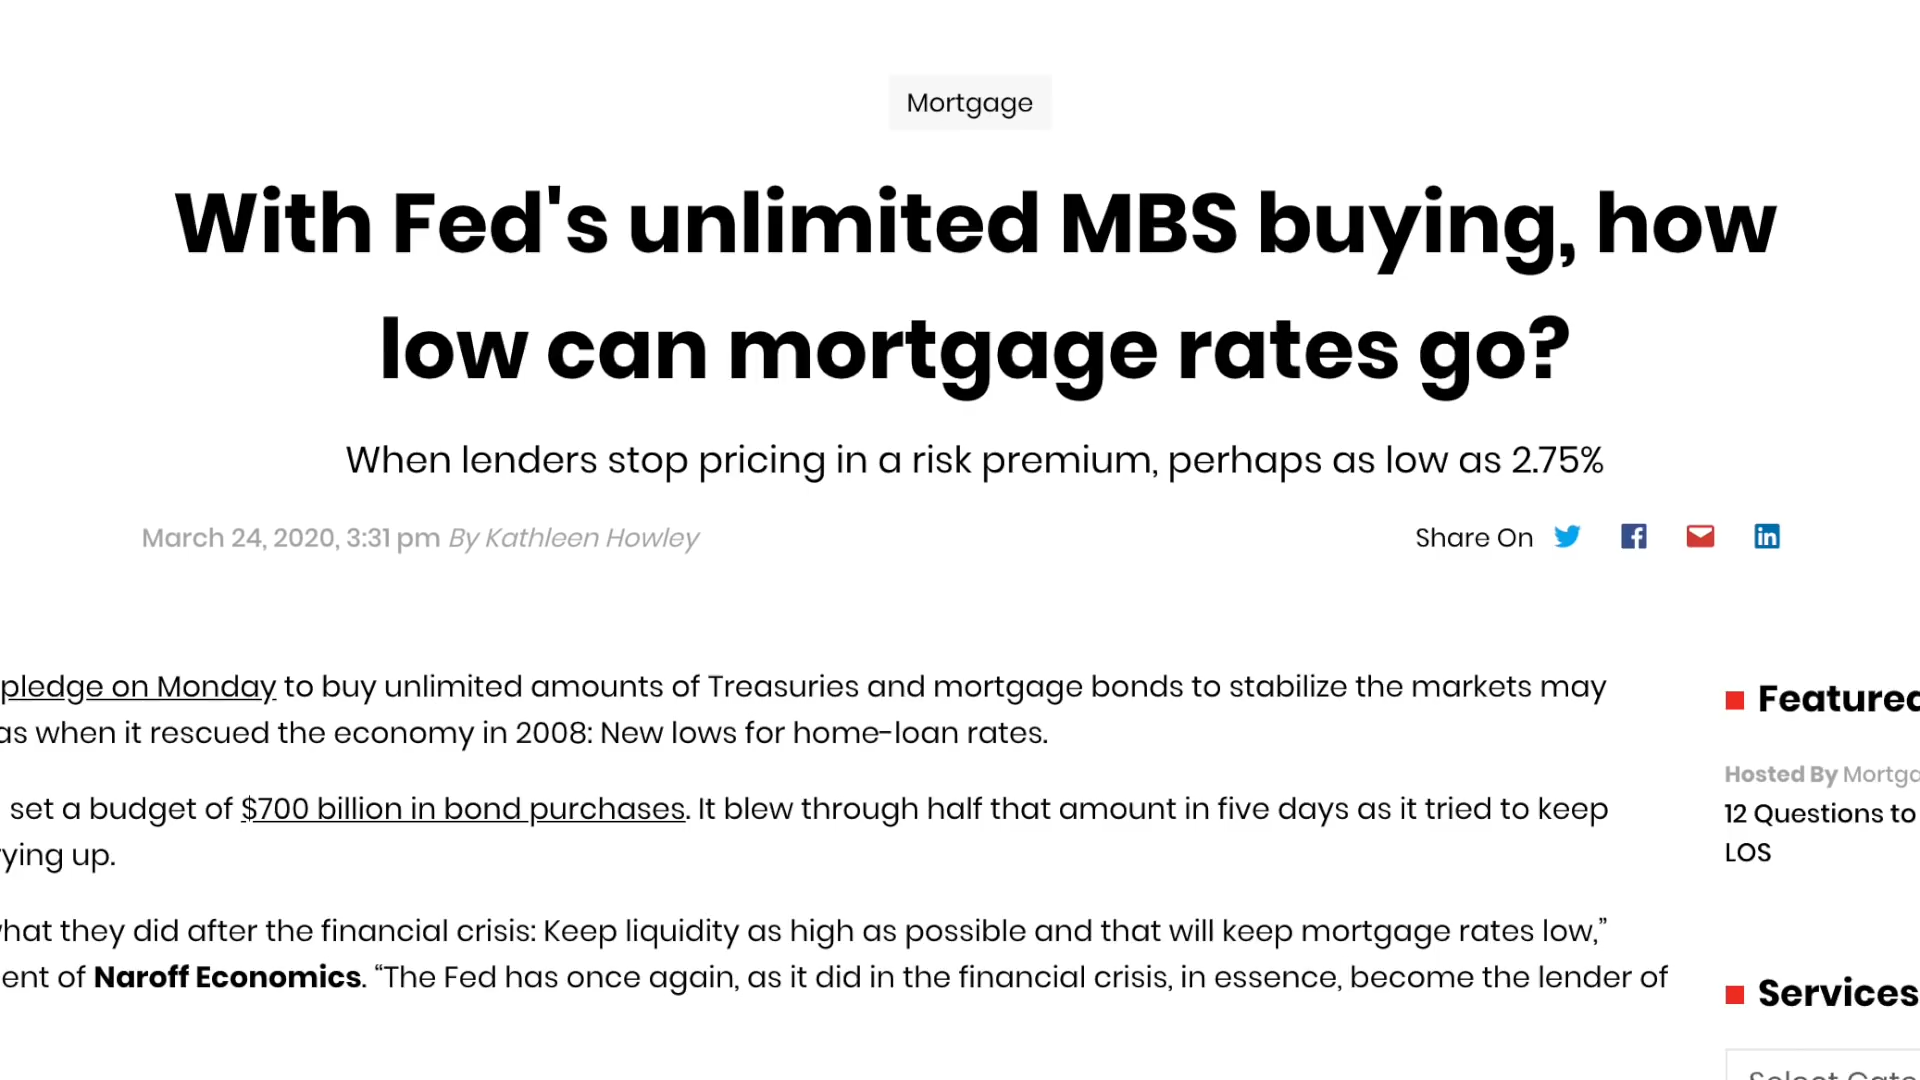 Mortgage
With Fed's unlimited MBS buying, how
low can mortgage rates go?
When lenders stop pricing in a risk premium, perhaps as low as 2.75%
March 24, 2020, 3:31 pm By Kathleen Howley
Share On
pledge on Monday to buy unlimited amounts of Treasuries and mortgage bonds to stabilize the markets may
as when it rescued the economy in 2008: New lows for home-loan rates.
set a budget of $700 billion in bond purchases. It blew through half that amount in five days as it tried to keep
ying up.
hat they did after the financial crisis: Keep liquidity as high as possible and that will keep mortgage rates low,”
ent of Naroff Economics. “The Fed has once again, as it did in the financial crisis, in essence, become the lender of
Featured
Hosted By Mortga
12 Questions to
LOS
Services